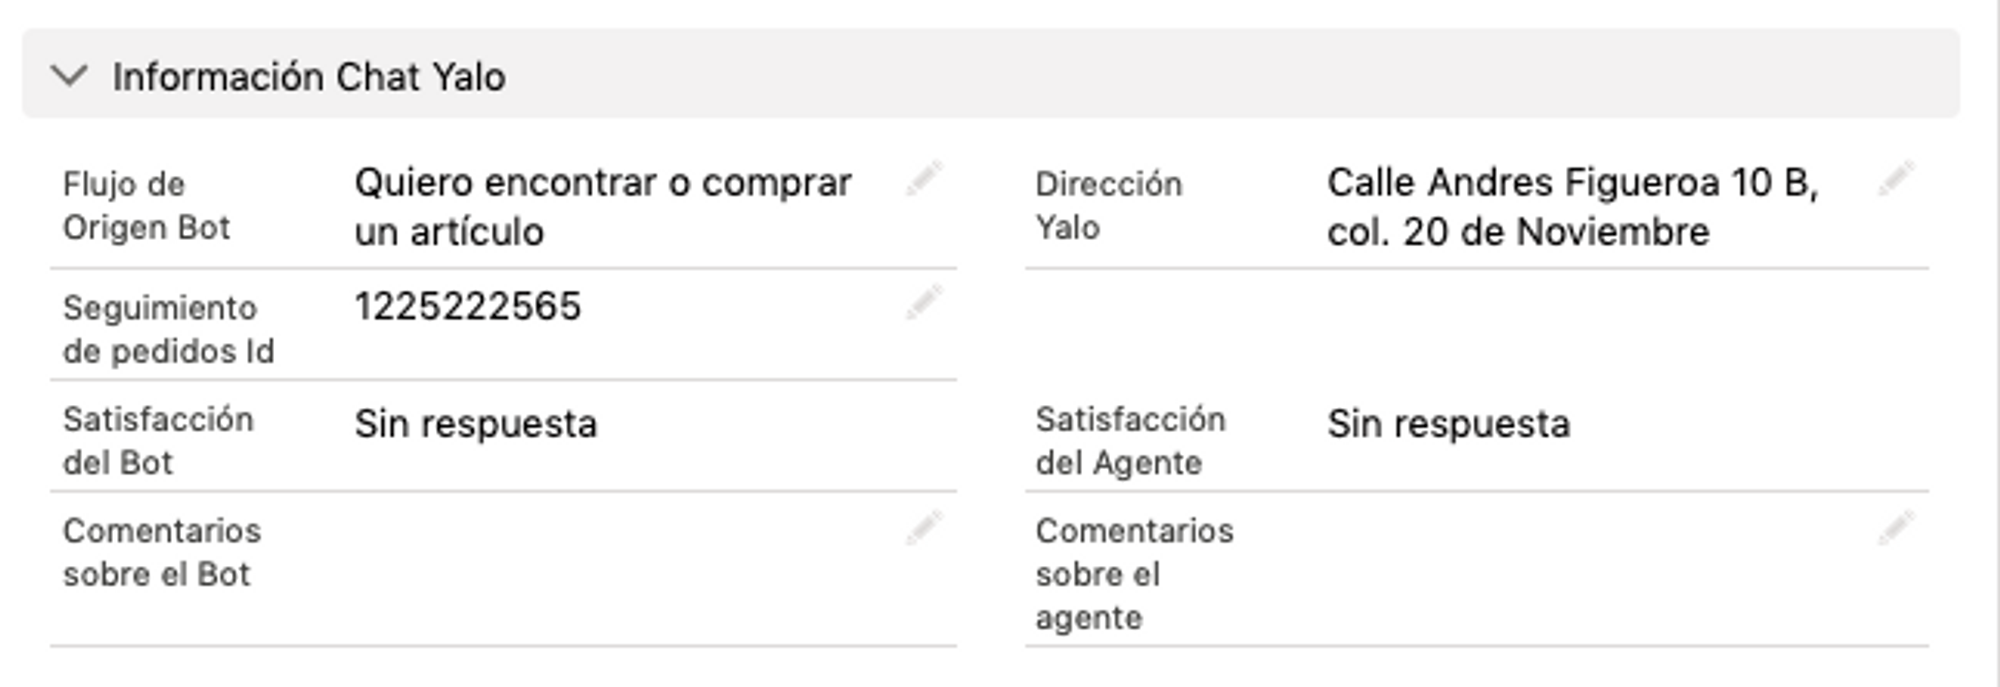 Información Chat Yalo
Flujo de
Origen Bot
Quiero encontrar o comprar
un artículo
Dirección
Yalo
Calle Andres Figueroa 10 B,
col. 20 de Noviembre
Seguimiento
de pedidos Id
1225222565
Satisfacción
del Bot
Sin respuesta
Satisfacción
del Agente
Sin respuesta
Comentarios
sobre el Bot
Comentarios
sobre el
agente